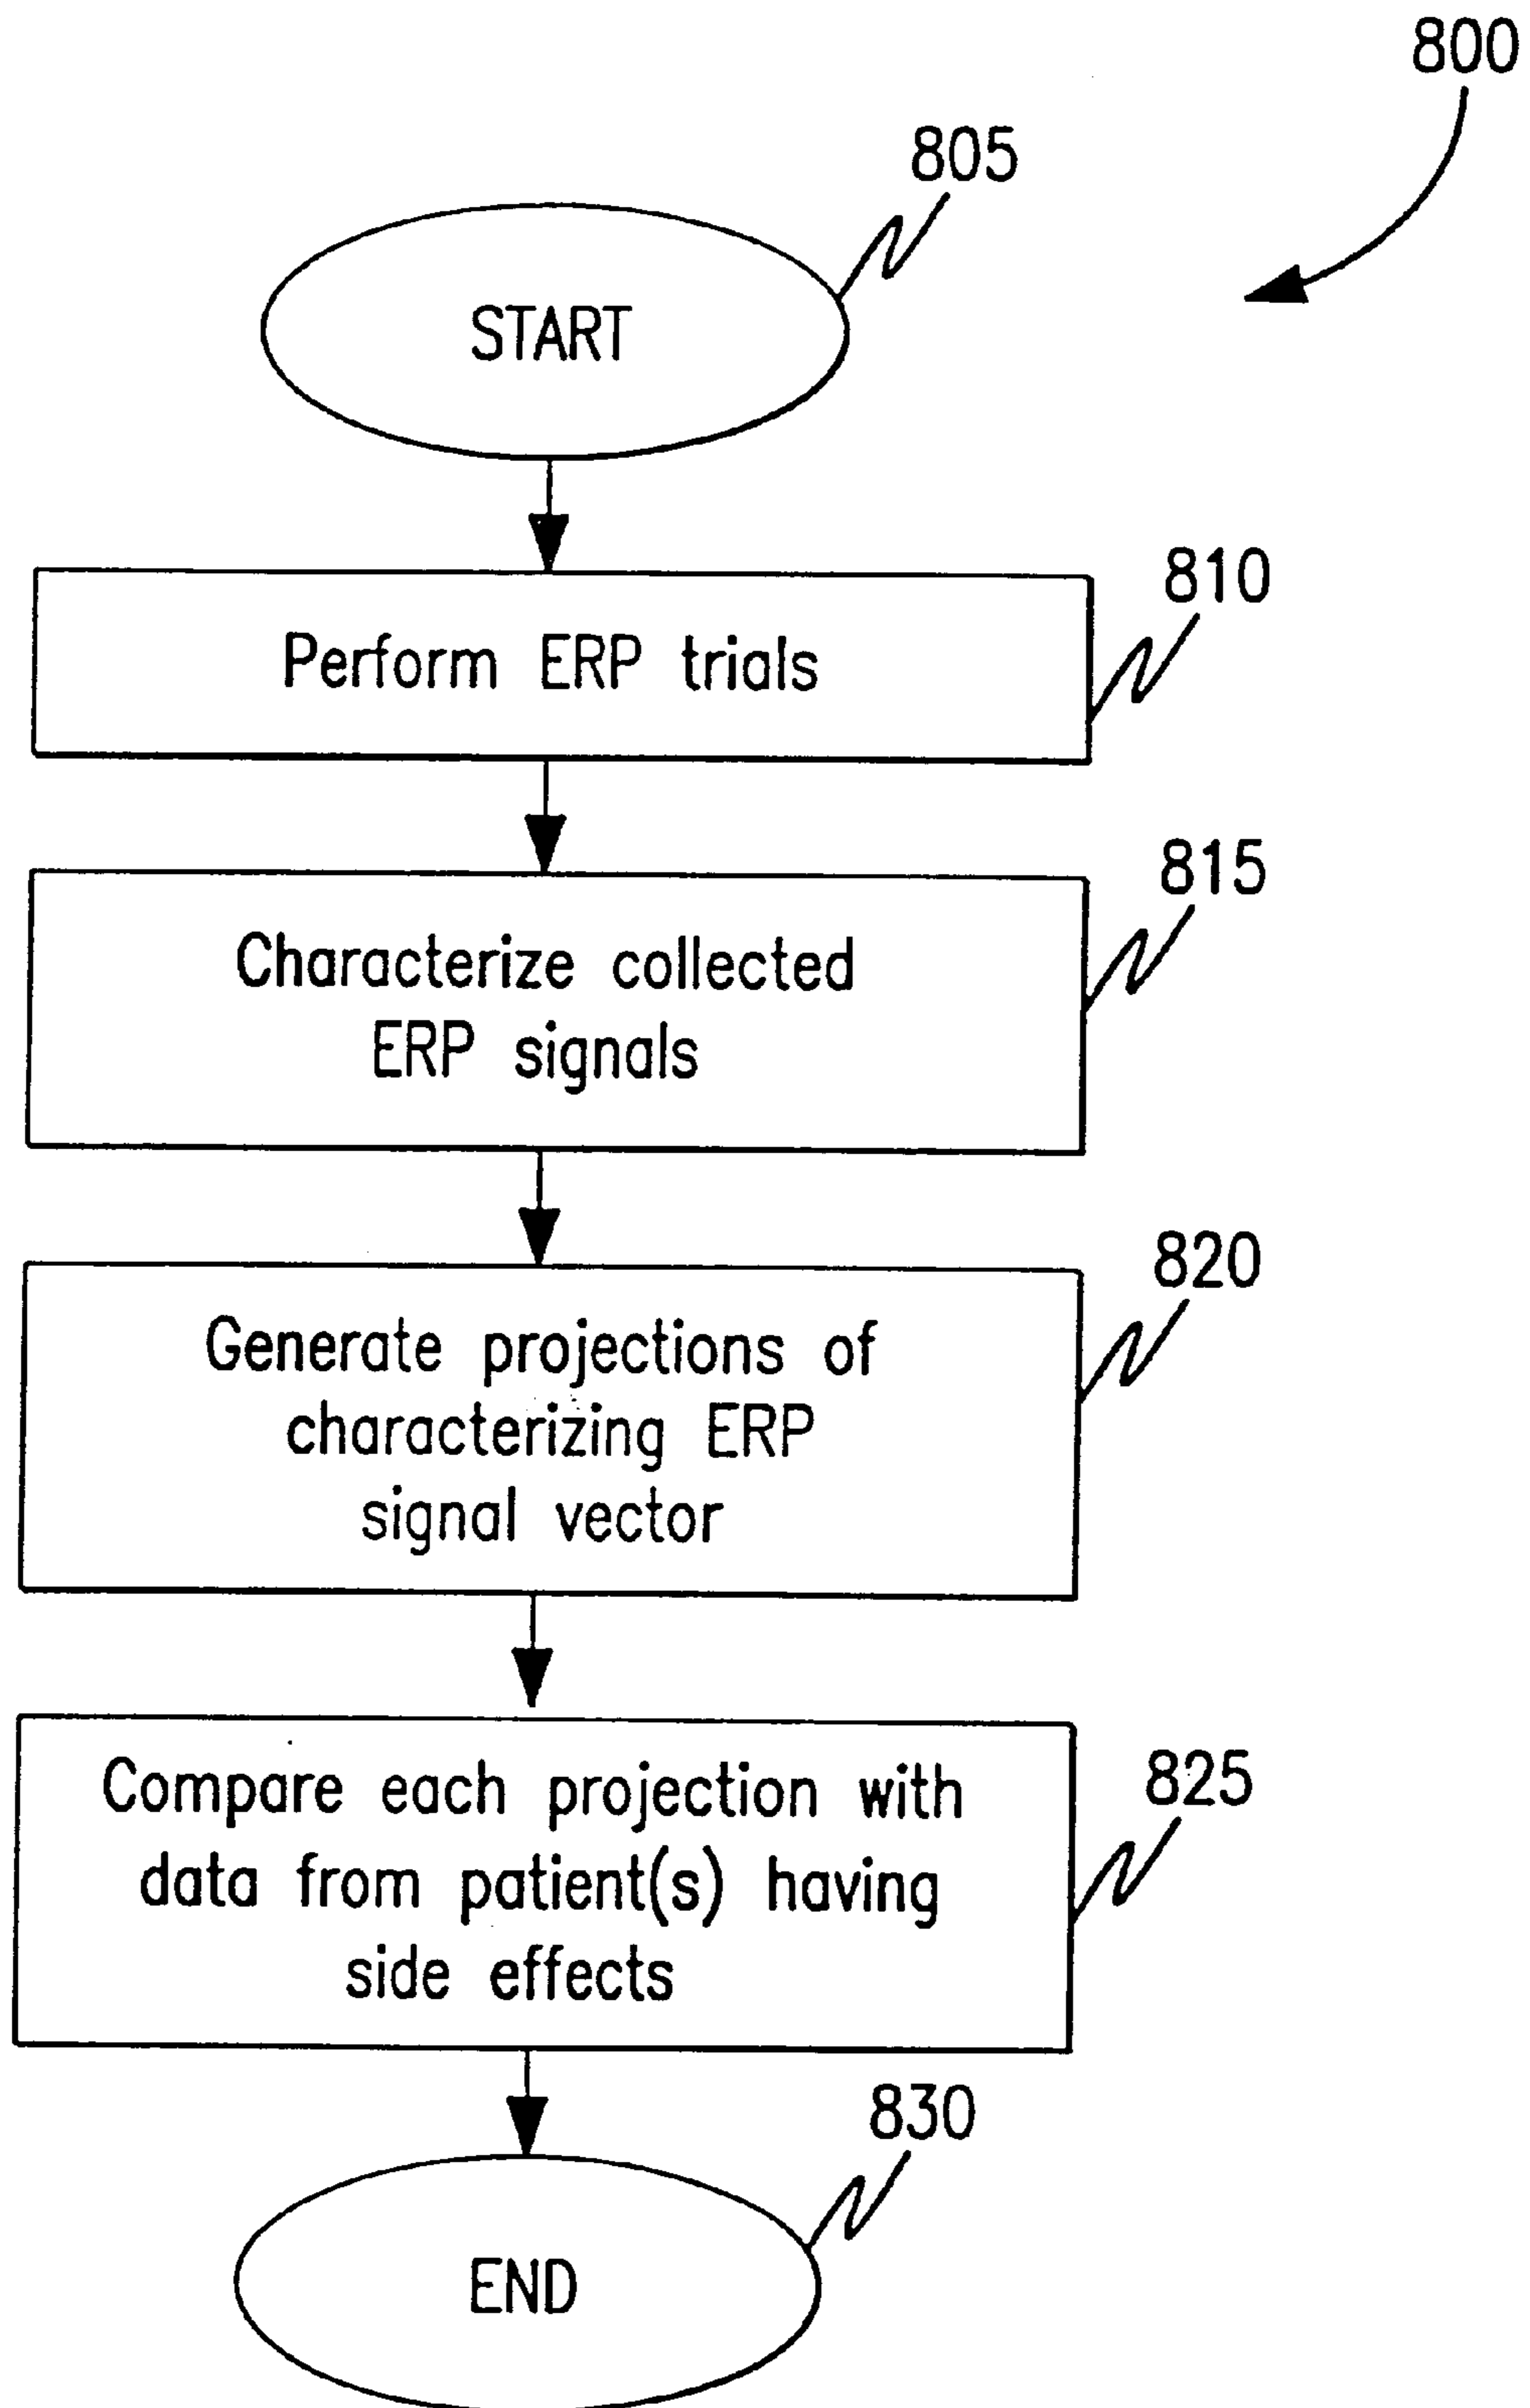 800
805
START
810
Perform ERP trials
815
Characterize collected
ERP signals
820
Generate projections of
characterizing ERP
signal vector
825
Compare each projection with
data from patient(s) having
side effects
830
END